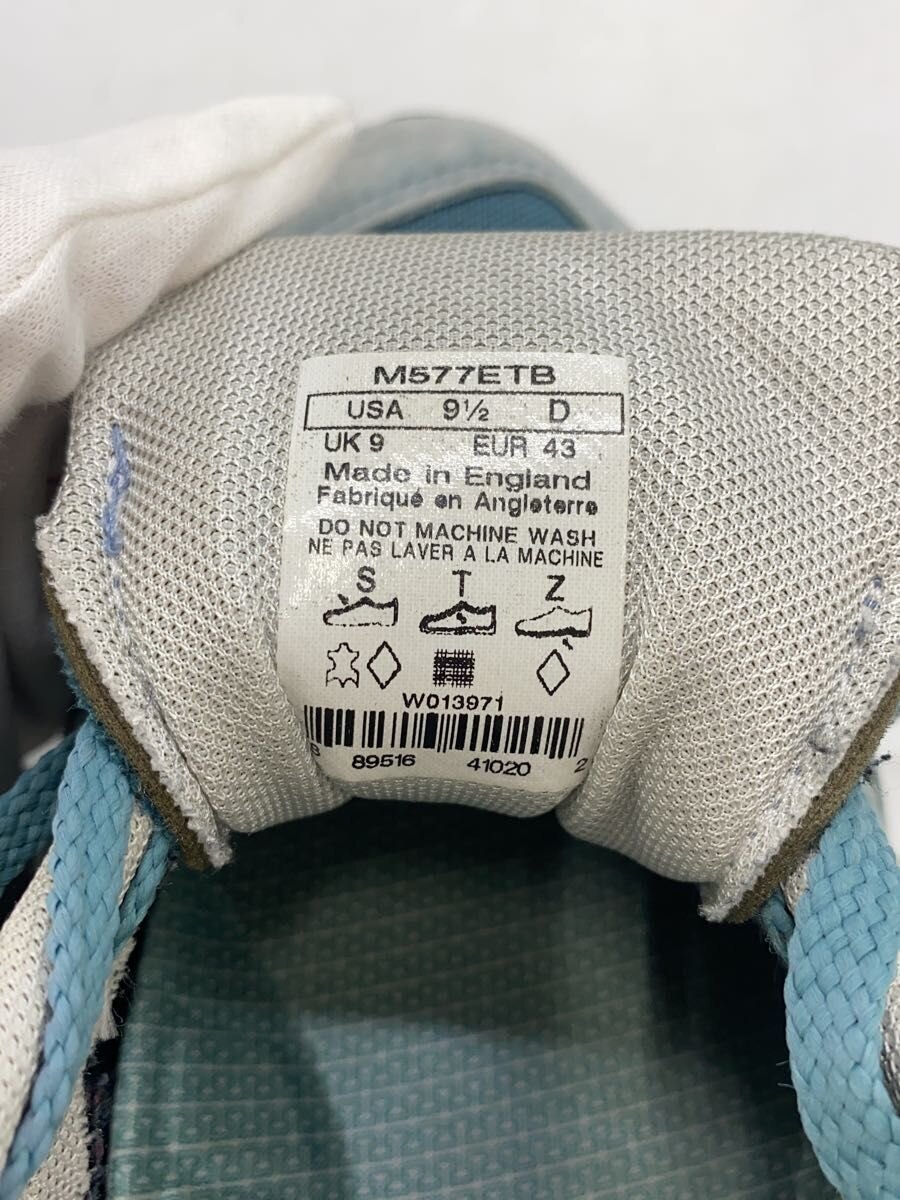 M577ETB
USA 9½ D
UK 9 EUR 43
Made in England
Fabriqué en Angleterre
DO NOT MACHINE WASH
NE PAS LAVER A LA MACHINE
S T Z
W013971
89516 41020 2